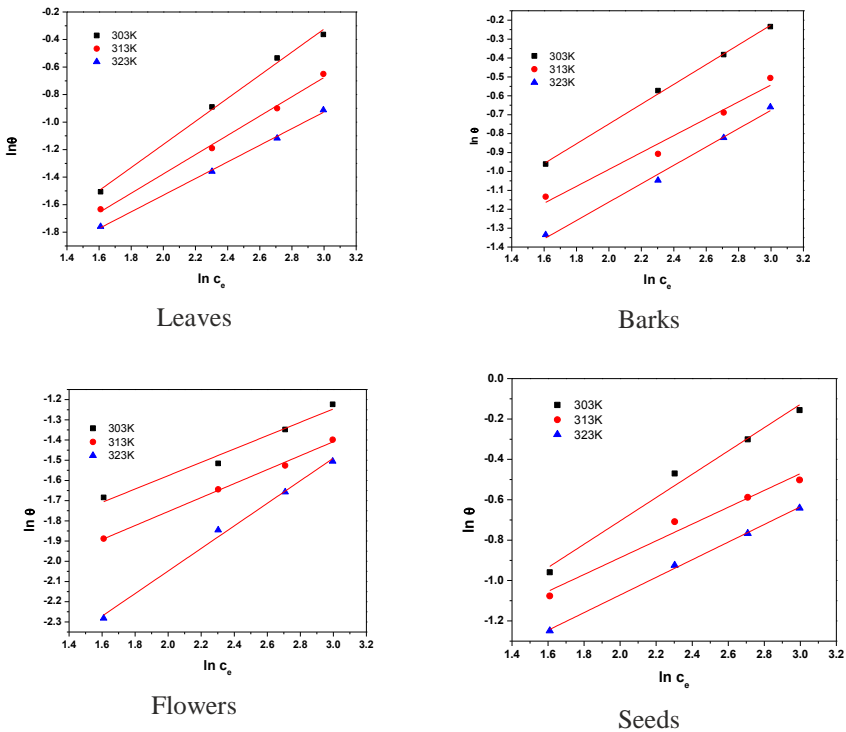 -0.2
-0.4
-0.6
-0.8
-1.0
-1.2
-1.4
-1.6
-1.8
lnθ
303K
313K
323K
1.4 1.6 1.8 2.0 2.2 2.4 2.6 2.8 3.0 3.2
ln ce
Leaves
-0.1
-0.2
-0.3
-0.4
-0.5
-0.6
-0.7
-0.8
-0.9
-1.0
-1.1
-1.2
-1.3
-1.4
ln θ
303K
313K
323K
1.4 1.6 1.8 2.0 2.2 2.4 2.6 2.8 3.0 3.2
ln ce
Barks
-1.2
-1.3
-1.4
-1.5
-1.6
-1.7
-1.8
-1.9
-2.0
-2.1
-2.2
-2.3
ln θ
303K
313K
323K
1.4 1.6 1.8 2.0 2.2 2.4 2.6 2.8 3.0 3.2
ln ce
Flowers
0.0
-0.2
-0.4
-0.6
-0.8
-1.0
-1.2
ln θ
303K
313K
323K
1.4 1.6 1.8 2.0 2.2 2.4 2.6 2.8 3.0 3.2
ln ce
Seeds